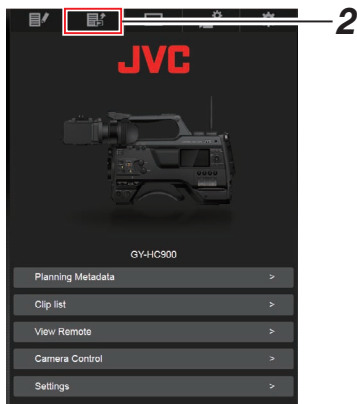 2
JVC
GY-HC900
Planning Metadata >
Clip list >
View Remote >
Camera Control >
Settings >